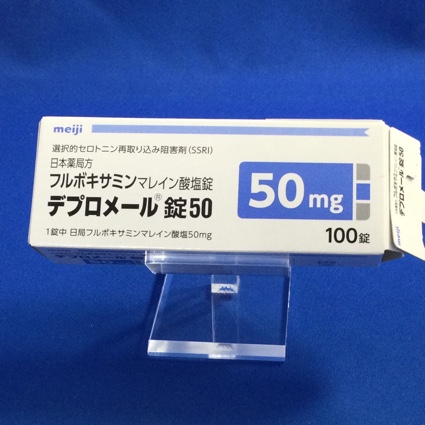 meiji
選択的セロトニン再取り込み阻害剤(SSRI)
日本薬局方
フルボキサミンマレイン酸塩錠
デプロメール®錠50
1錠中 日局フルボキサミンマレイン酸塩50mg
50mg
100錠